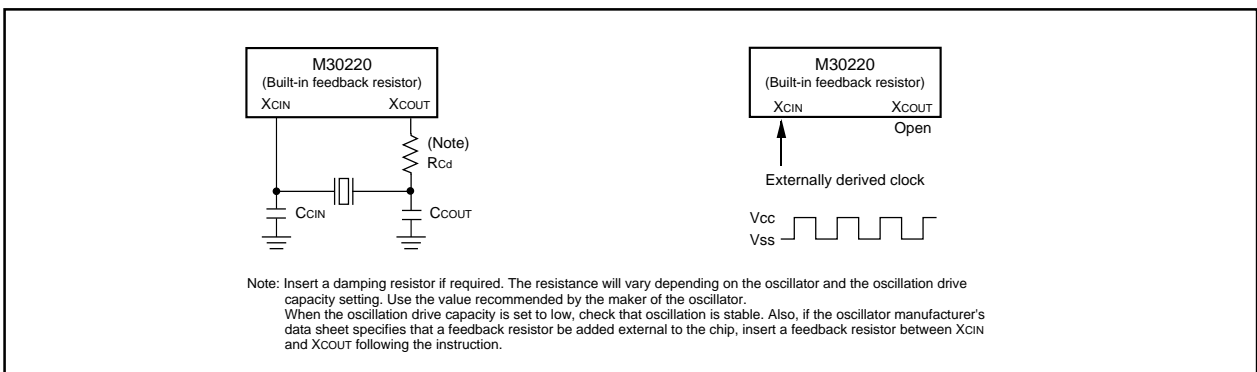 M30220
(Built-in feedback resistor)
XCIN XCOUT
(Note)
RCd
CCIN CCOUT
M30220
(Built-in feedback resistor)
XCIN XCOUT
Open
Externally derived clock
Vcc
Vss
Note: Insert a damping resistor if required. The resistance will vary depending on the oscillator and the oscillation drive
capacity setting. Use the value recommended by the maker of the oscillator.
When the oscillation drive capacity is set to low, check that oscillation is stable. Also, if the oscillator manufacturer's
data sheet specifies that a feedback resistor be added external to the chip, insert a feedback resistor between XCIN
and XCOUT following the instruction.